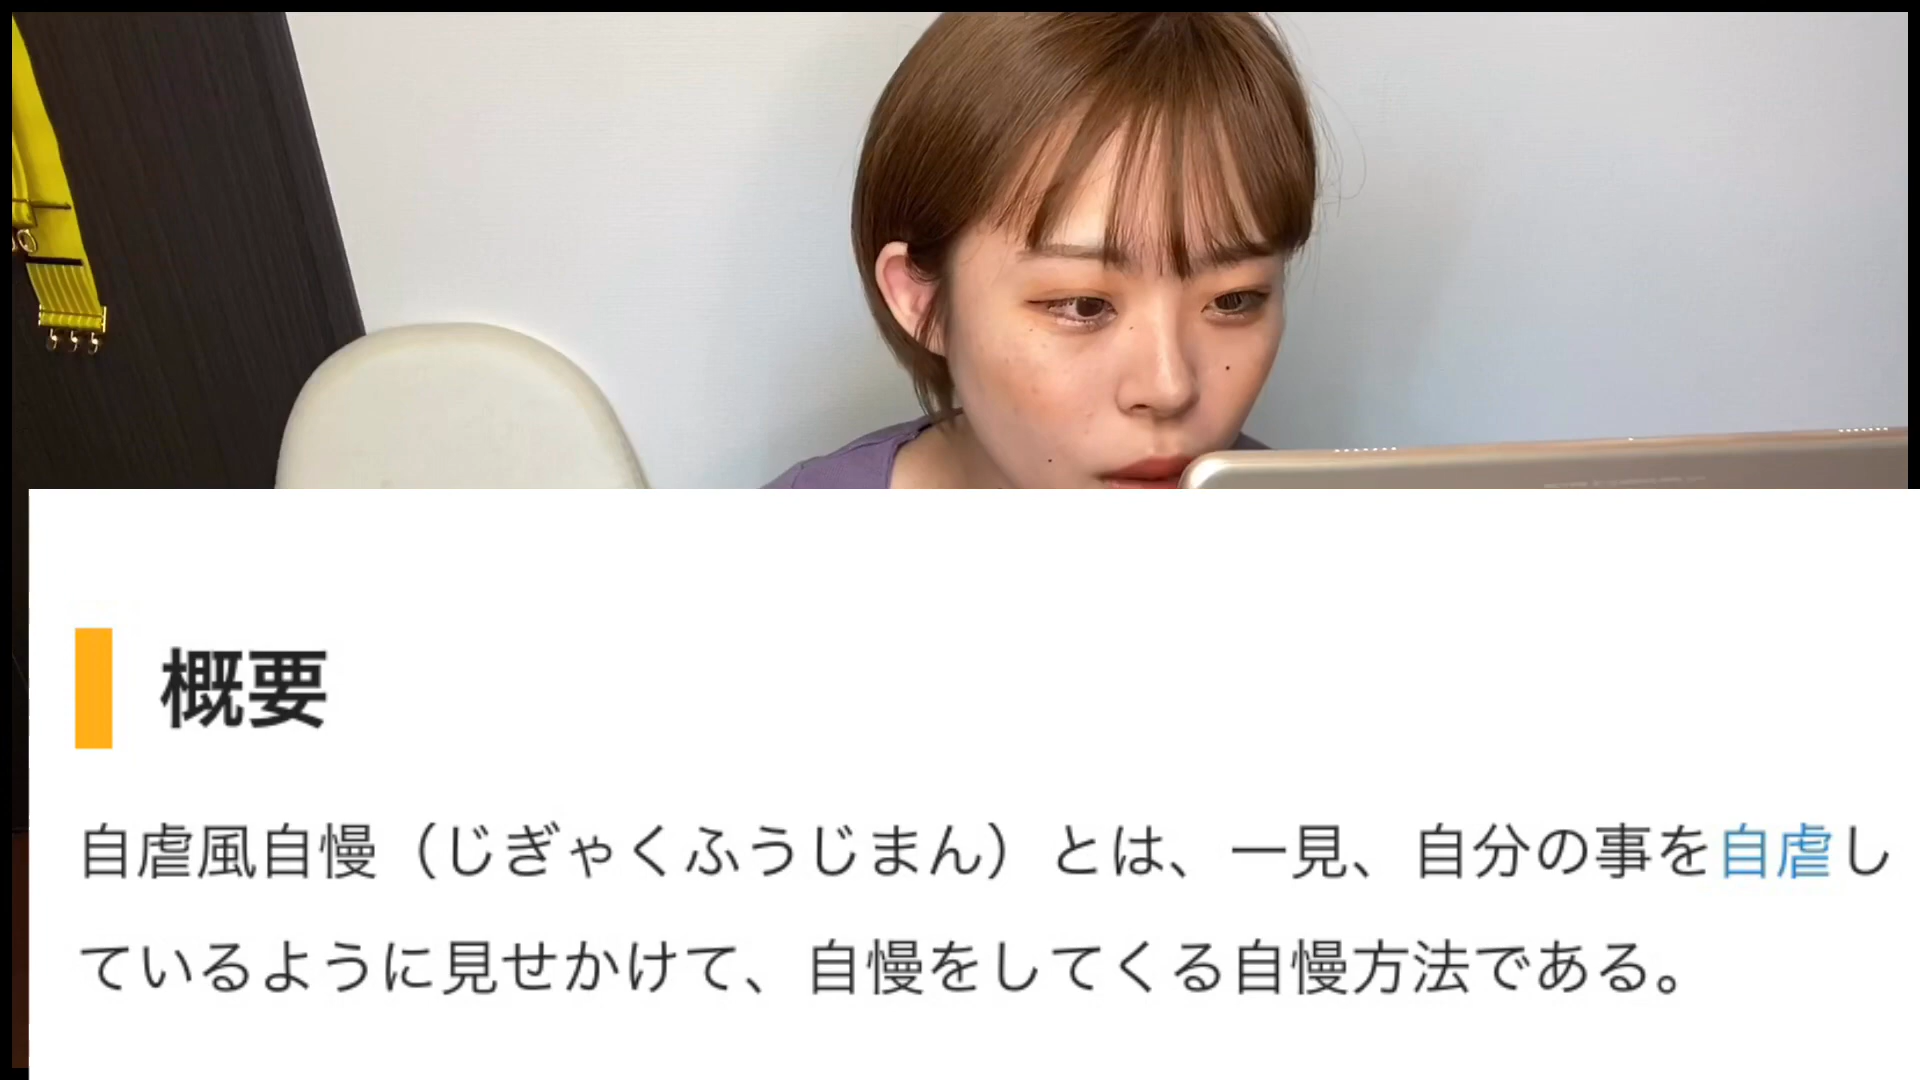 概要
自虐風自慢（じぎゃくふうじまん）とは、一見、自分の事を自虐し
ているように見せかけて、自慢をしてくる自慢方法である。